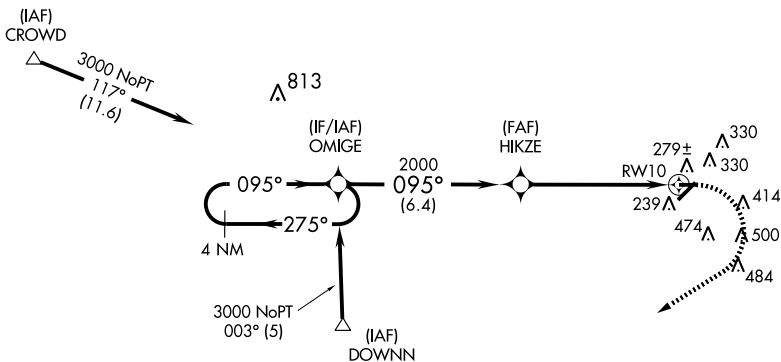 (IAF)
CROWD
3000 NoPT
117°
(11.6)
813
(IF/IAF)
OMIGE
(FAF)
HIKZE
2000
095°
(6.4)
095°
275°
4 NM
RW10
279±
330
330
239
414
474
500
484
3000 NoPT
003° (5)
(IAF)
DOWNN